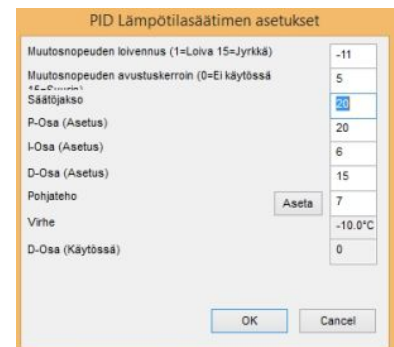 PID Lämpötilasäätimen asetukset
Muutosnopeuden loivennus (1=Loiva 15=Jyrkkä) -11
Muutosnopeuden avustuskerroin (0=Ei käytössä 5
15=Suurin)
Säätöjakso 20
P-Osa (Asetus) 20
I-Osa (Asetus) 6
D-Osa (Asetus) 15
Pohjateho Aseta 7
Virhe -10.0°C
D-Osa (Käytössä) 0
OK Cancel